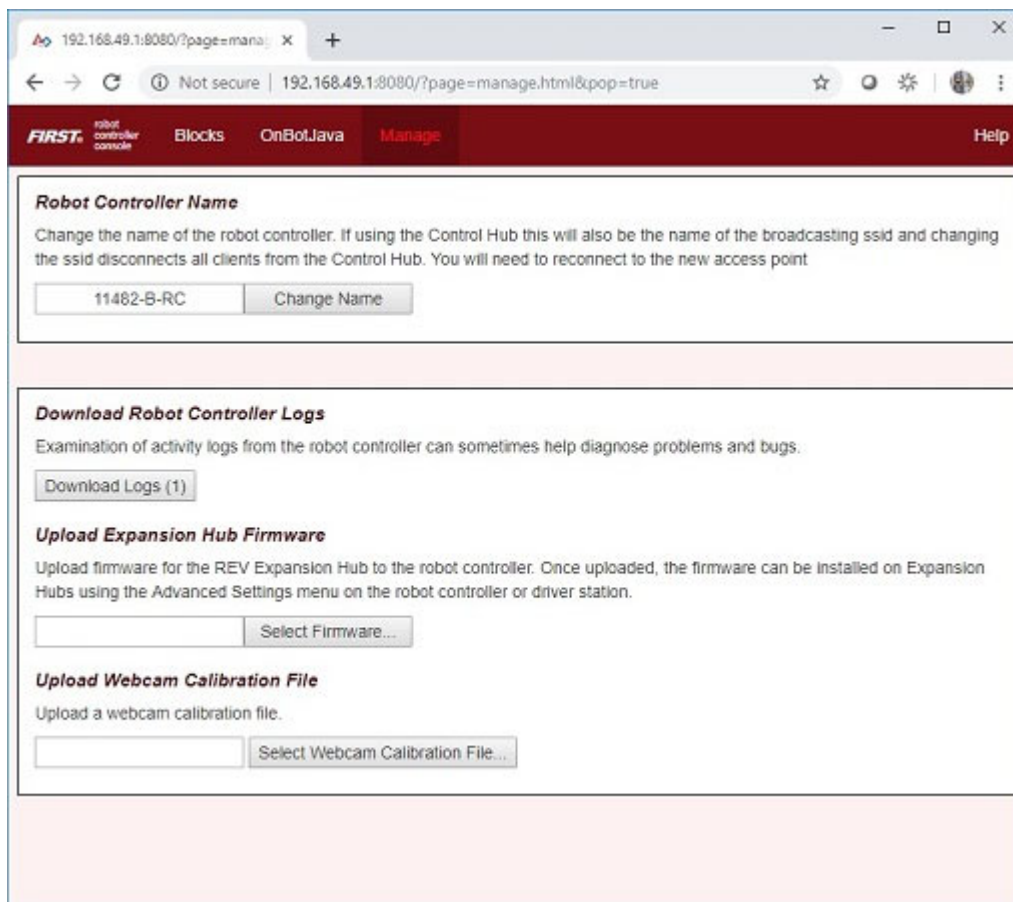 192.168.49.1:8080/?page=mana
Not secure | 192.168.49.1:8080/?page=manage.html&pop=true
FIRST. robot controller console Blocks OnBotJava Manage Help
Robot Controller Name
Change the name of the robot controller. If using the Control Hub this will also be the name of the broadcasting ssid and changing
the ssid disconnects all clients from the Control Hub. You will need to reconnect to the new access point
11482-B-RC Change Name
Download Robot Controller Logs
Examination of activity logs from the robot controller can sometimes help diagnose problems and bugs.
Download Logs (1)
Upload Expansion Hub Firmware
Upload firmware for the REV Expansion Hub to the robot controller. Once uploaded, the firmware can be installed on Expansion
Hubs using the Advanced Settings menu on the robot controller or driver station.
Select Firmware...
Upload Webcam Calibration File
Upload a webcam calibration file.
Select Webcam Calibration File...